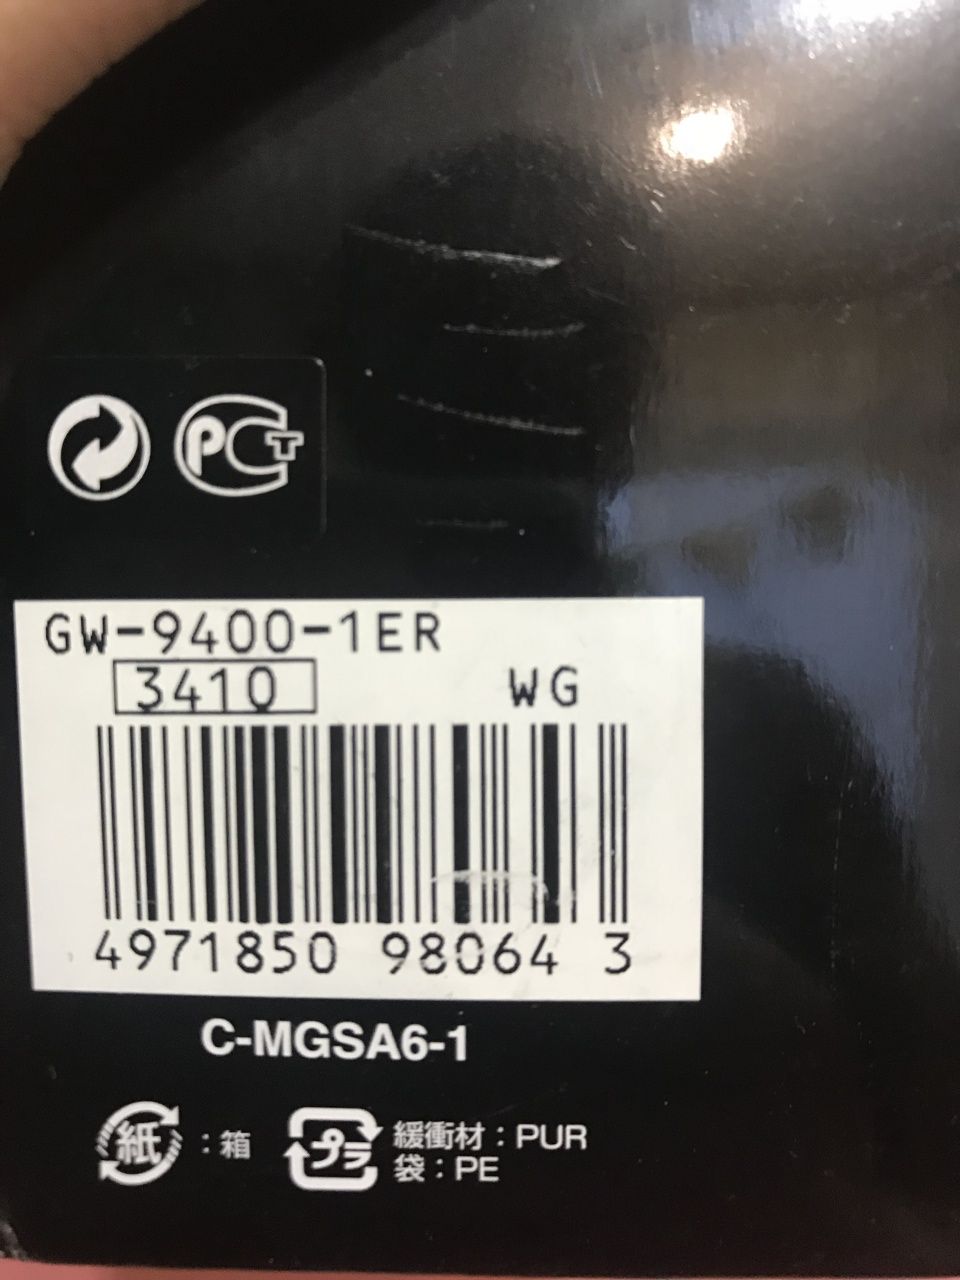 PCT
GW-9400-1ER
3410 WG
4971850 98064 3
C-MGSA6-1
紙 : 箱
プラ 緩衝材 : PUR
袋 : PE